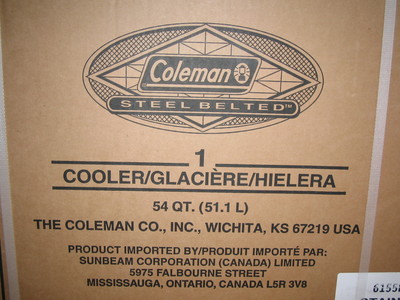 Coleman
STEEL BELTED™
1
COOLER/GLACIÈRE/HIELERA
54 QT. (51.1 L)
THE COLEMAN CO., INC., WICHITA, KS 67219 USA
PRODUCT IMPORTED BY/PRODUIT IMPORTÉ PAR:
SUNBEAM CORPORATION (CANADA) LIMITED
5975 FALBOURNE STREET
MISSISSAUGA, ONTARIO, CANADA L5R 3V8